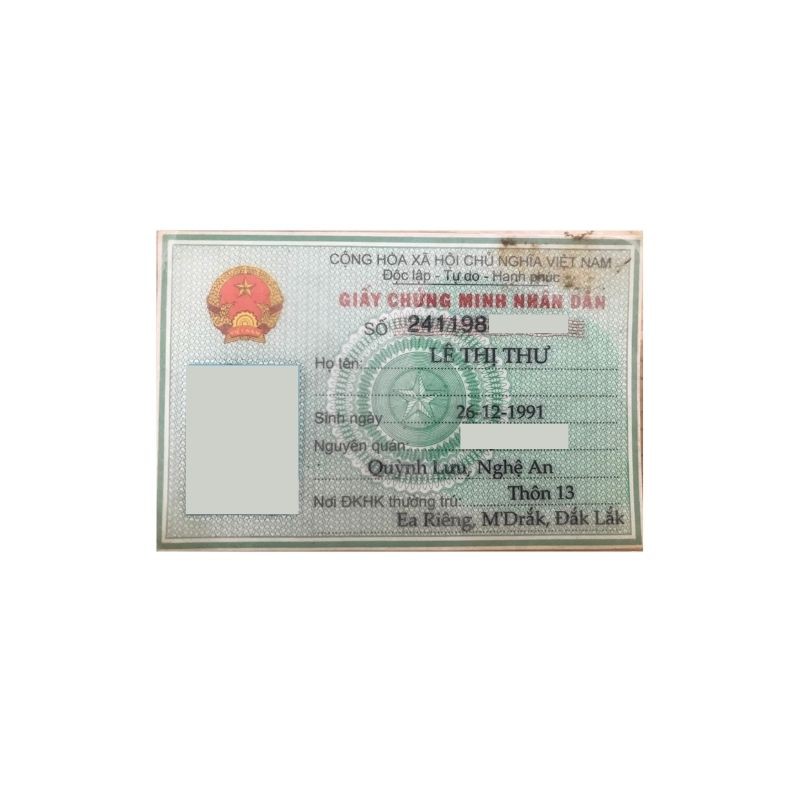 CỘNG HÒA XÃ HỘI CHỦ NGHĨA VIỆT NAM
Độc lập - Tự do - Hạnh phúc
GIẤY CHỨNG MINH NHÂN DÂN
SỐ 241198
Họ tên: LÊ THỊ THƯ
Sinh ngày 26-12-1991
Nguyên quán:
Quỳnh Lưu, Nghệ An
Nơi ĐKHK thường trú: Thôn 13
Ea Riêng, M'Drắk, Đắk Lắk
VIỆT NAM